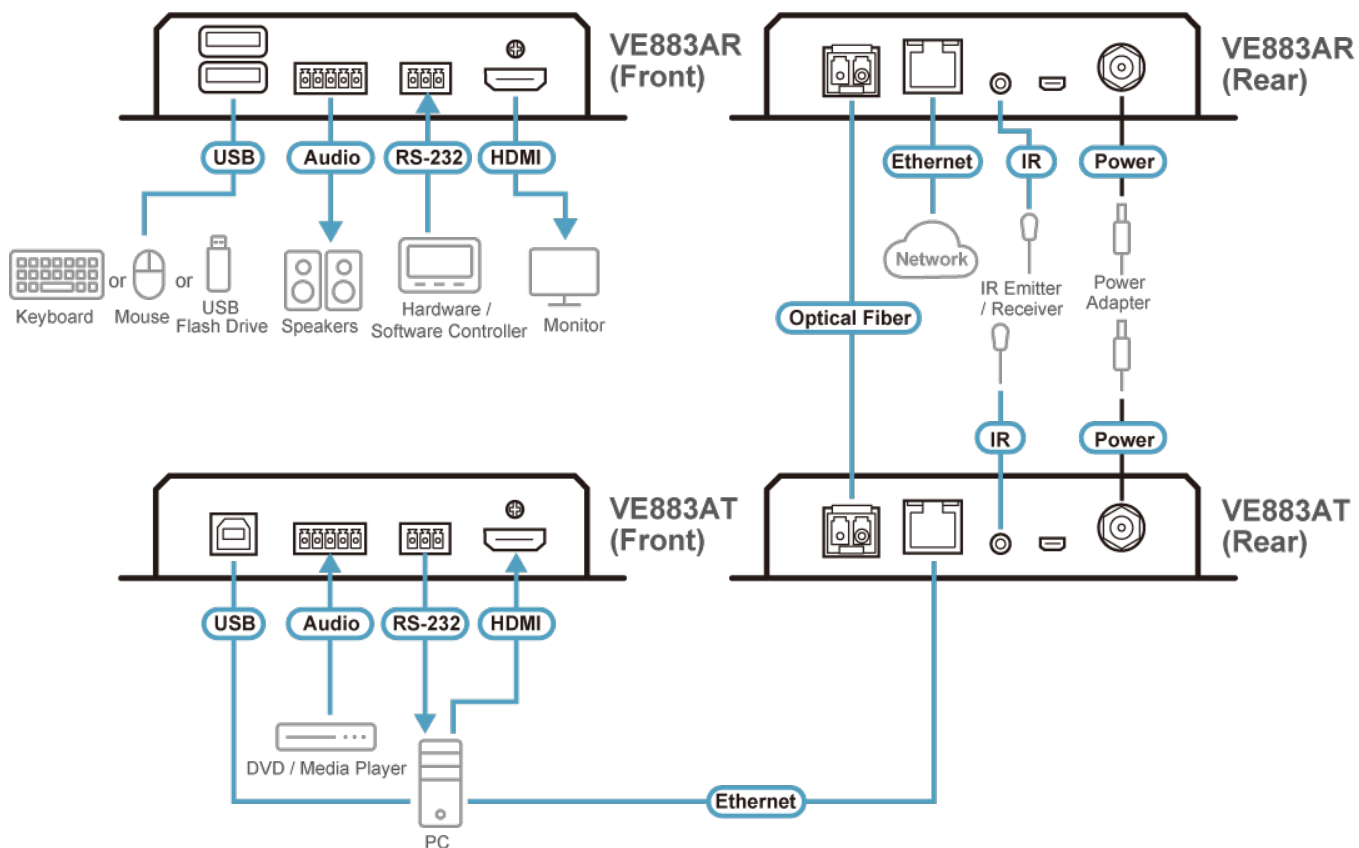 VE883AR
(Front)
USB
Audio
RS-232
HDMI
or
or
Keyboard
Mouse
USB
Flash Drive
Speakers
Hardware /
Software Controller
Monitor
VE883AR
(Rear)
Ethernet
IR
Power
Network
IR Emitter
/ Receiver
Power
Adapter
Optical Fiber
IR
Power
VE883AT
(Front)
USB
Audio
RS-232
HDMI
DVD / Media Player
PC
VE883AT
(Rear)
Ethernet